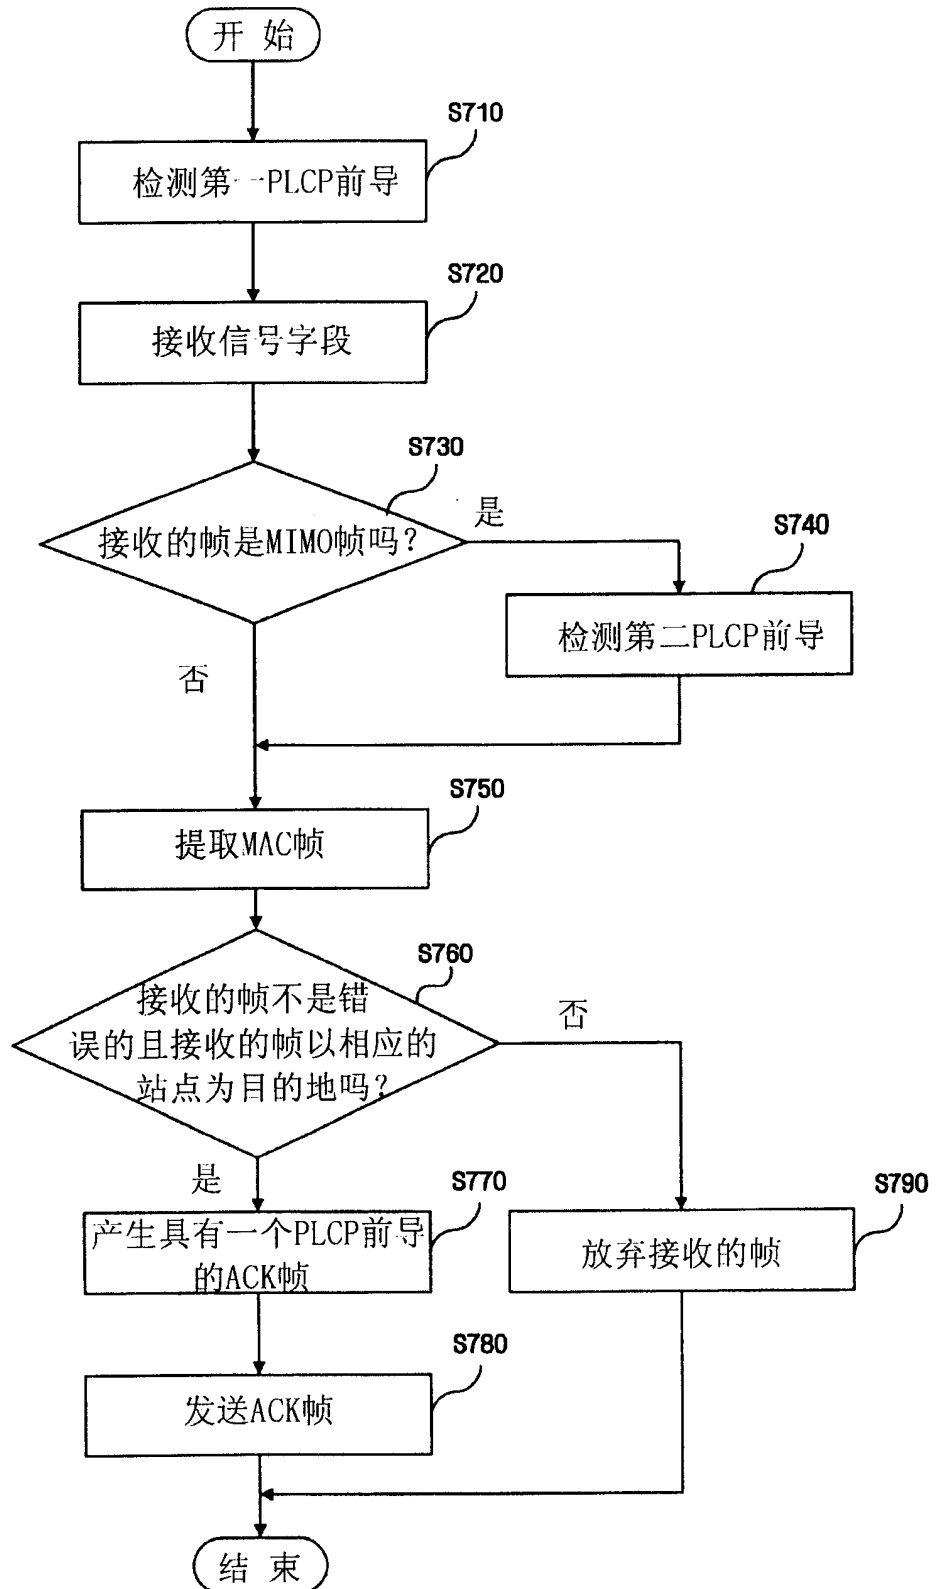 开 始
S710
检测第一PLCP前导
S720
接收信号字段
S730
接收的帧是MIMO帧吗?
是
S740
检测第二PLCP前导
否
S750
提取MAC帧
S760
接收的帧不是错
误的且接收的帧以相应的
站点为目的地吗?
否
是
S770
产生具有一个PLCP前导
的ACK帧
S790
放弃接收的帧
S780
发送ACK帧
结 束